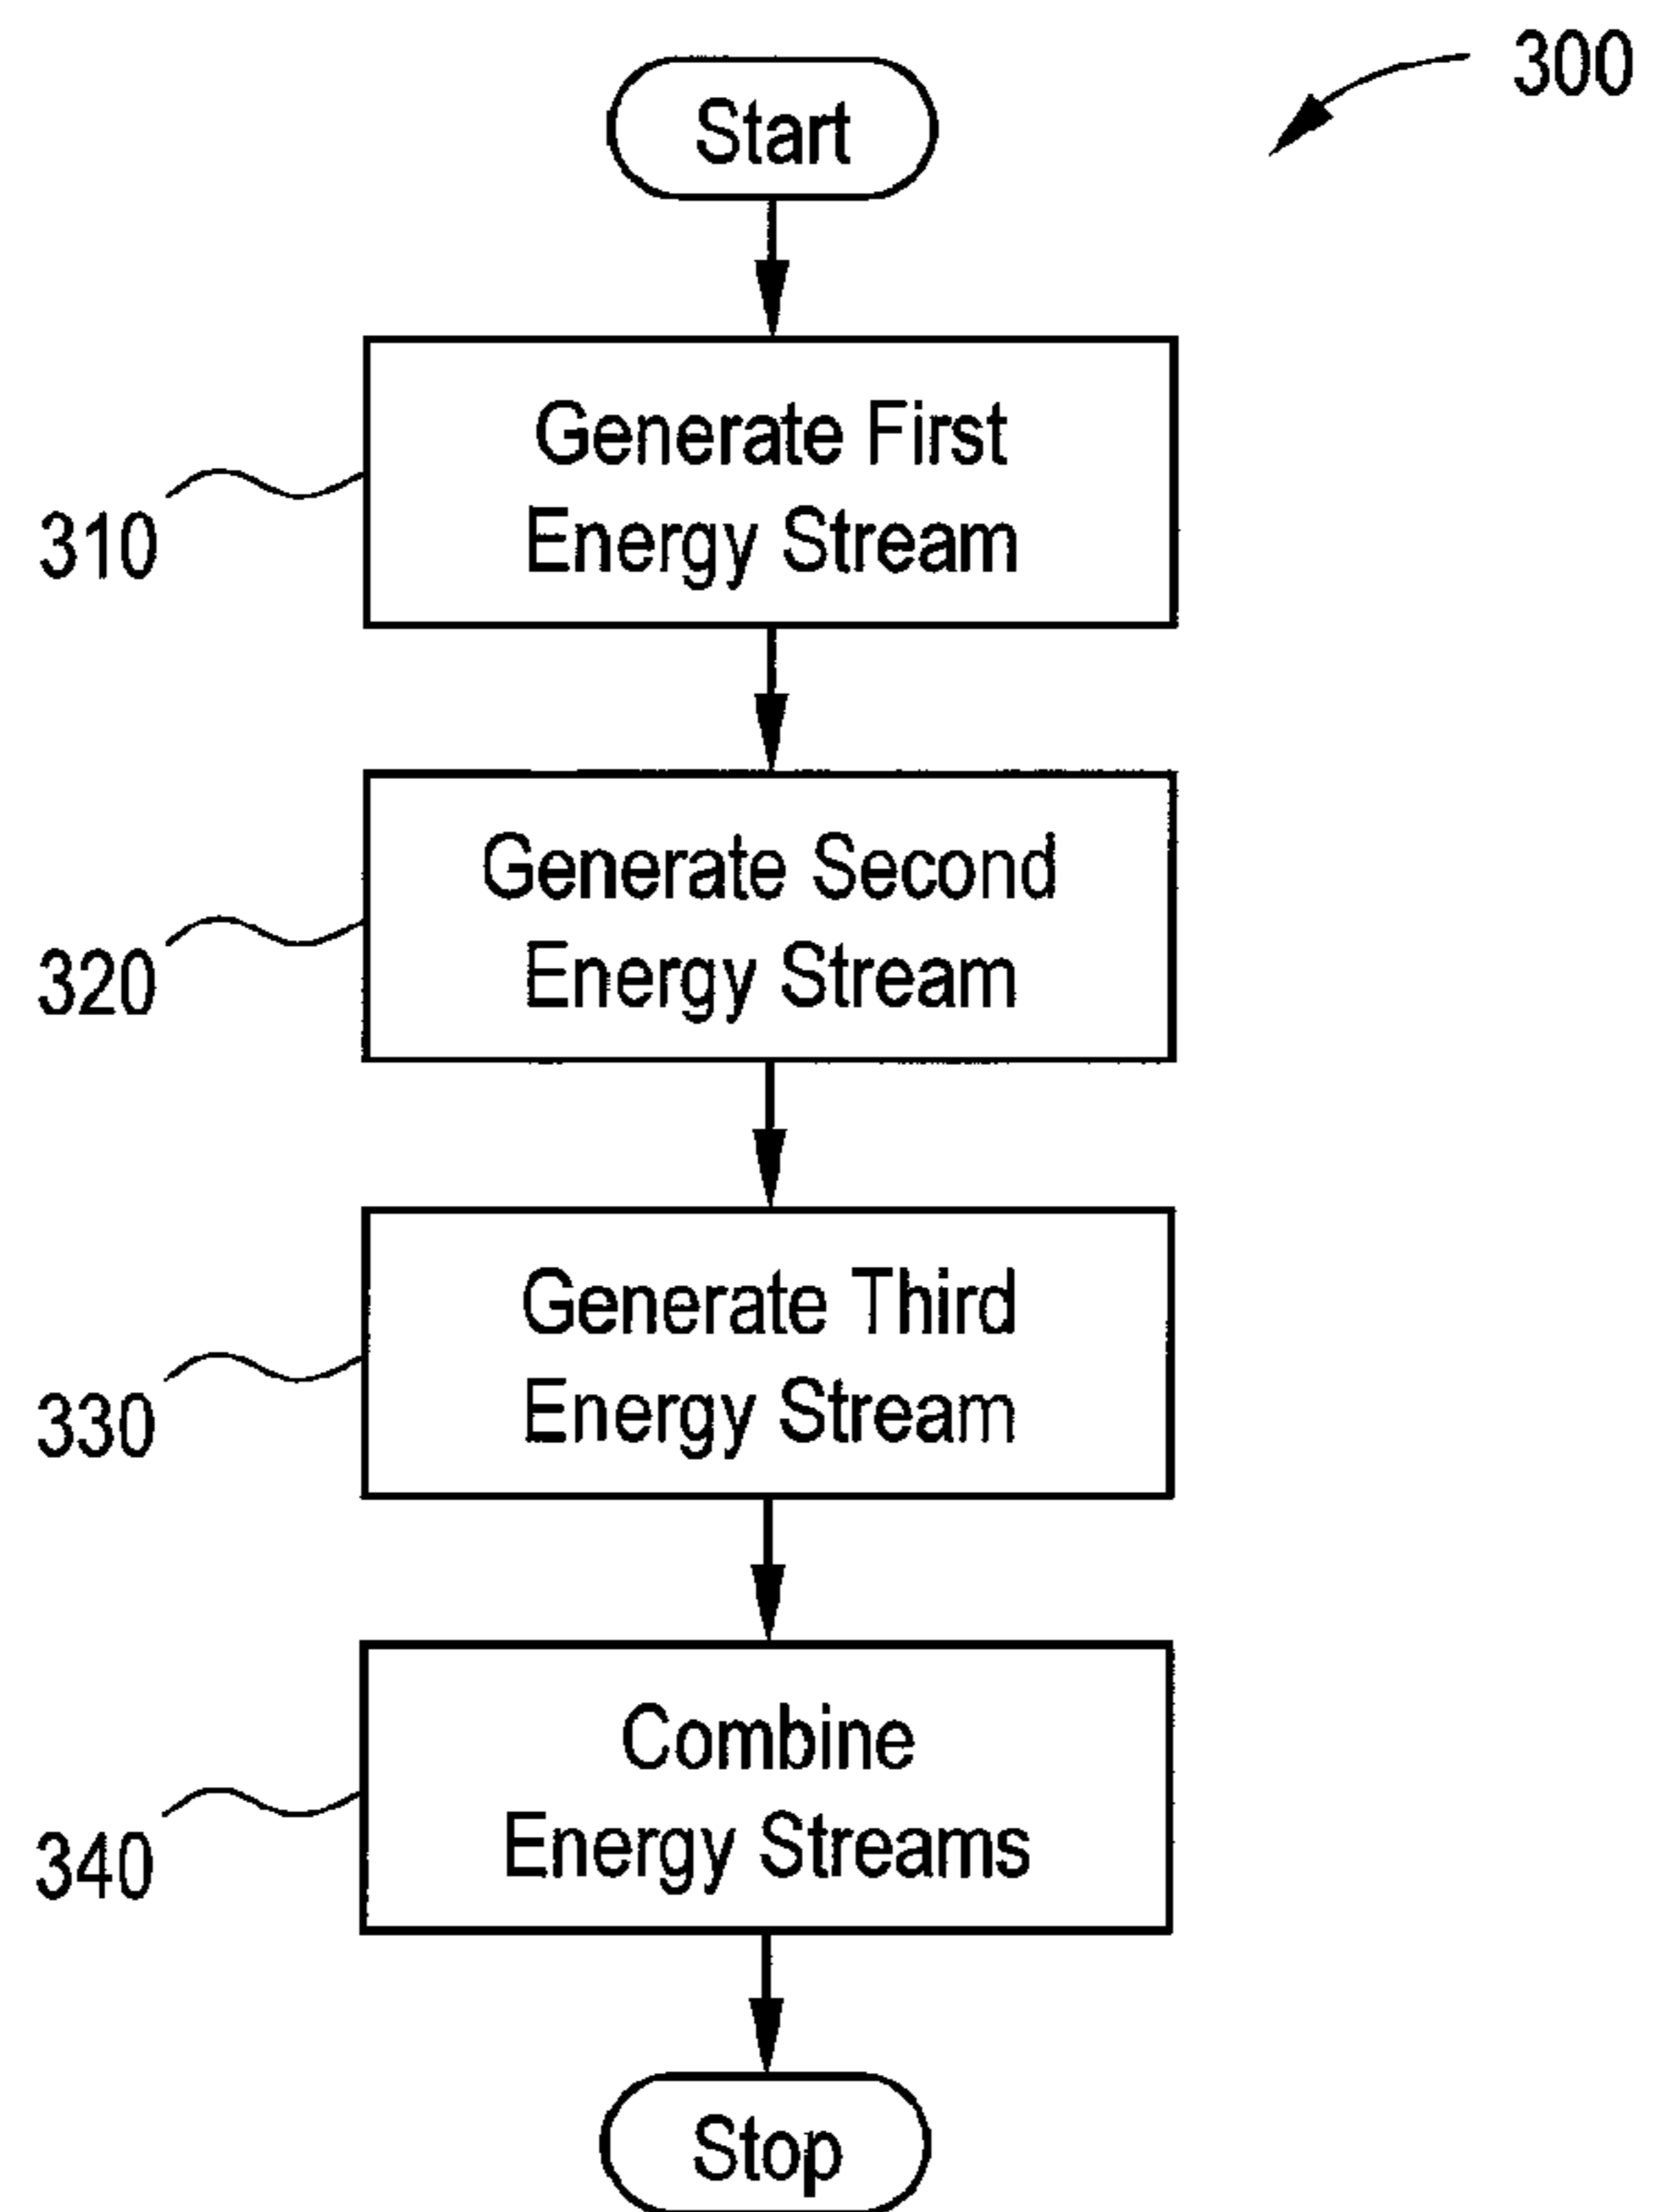 300
Start
Generate First
Energy Stream
310
Generate Second
Energy Stream
320
Generate Third
Energy Stream
330
Combine
Energy Streams
340
Stop